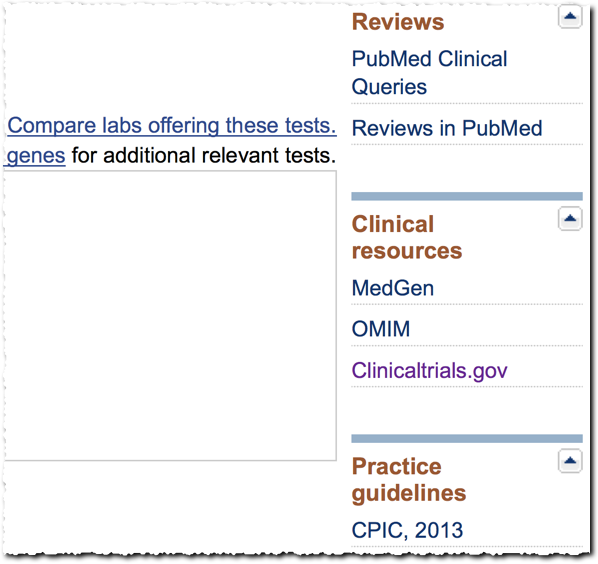 Compare labs offering these tests.
genes for additional relevant tests.
Reviews
PubMed Clinical
Queries
Reviews in PubMed
Clinical
resources
MedGen
OMIM
Clinicaltrials.gov
Practice
guidelines
CPIC, 2013